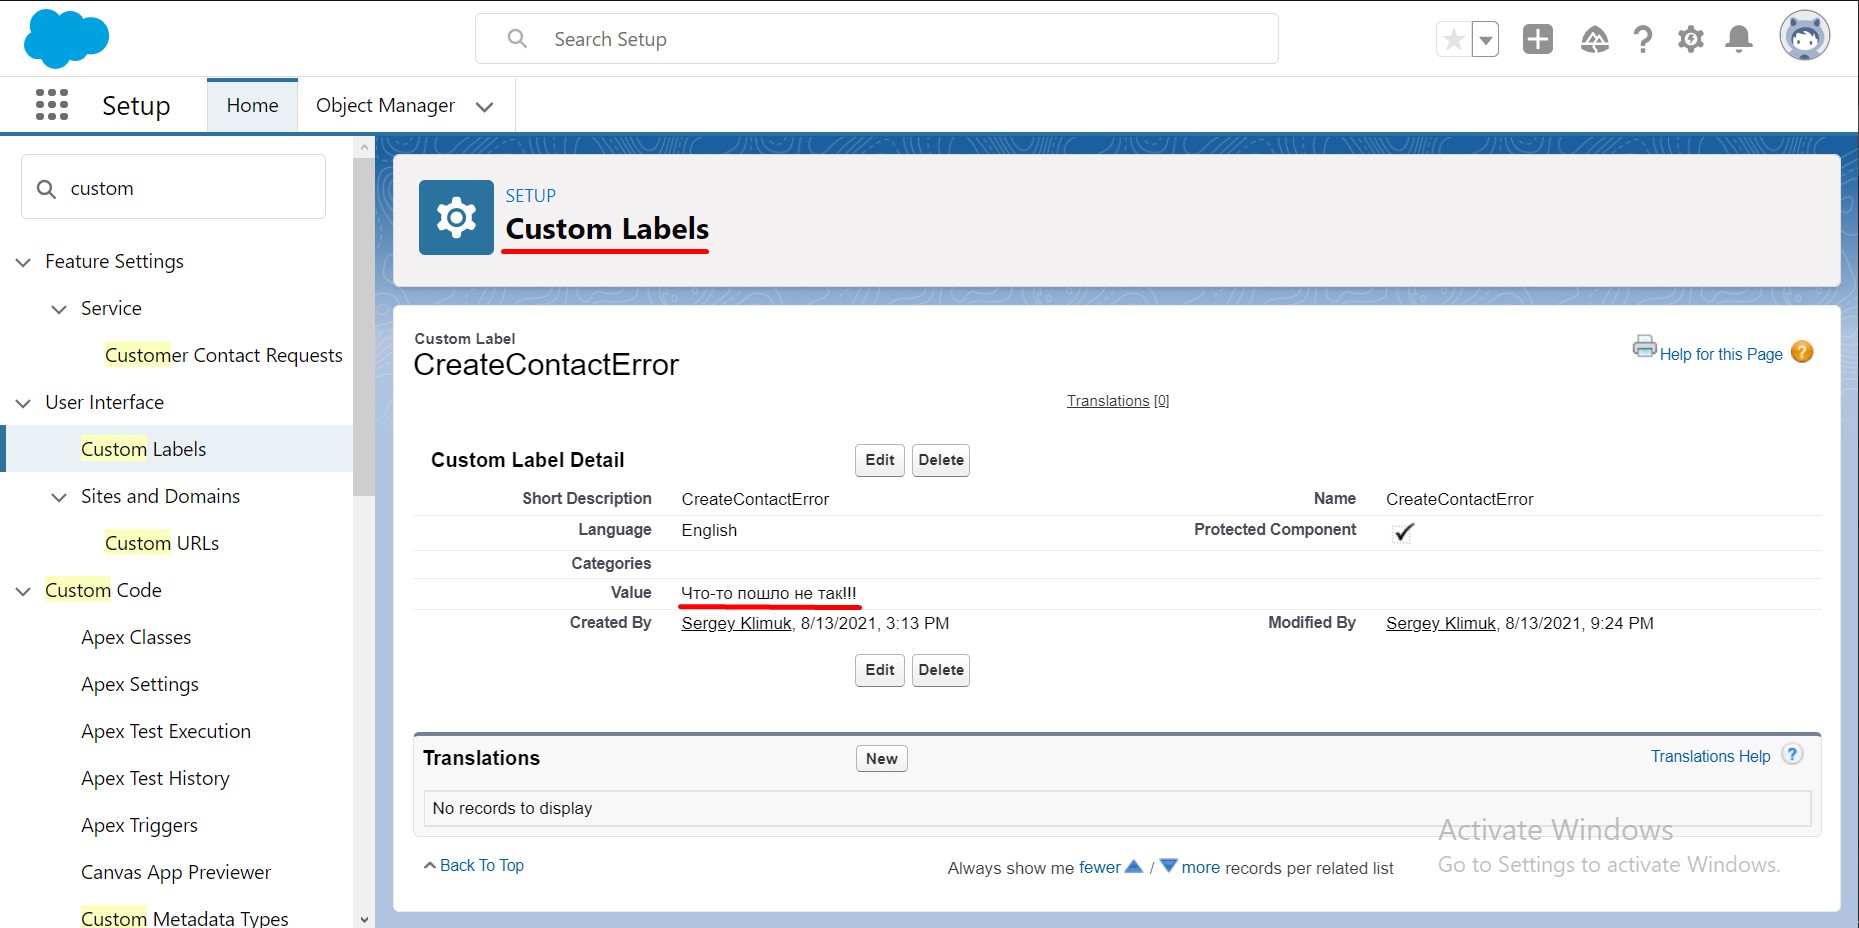 Search Setup
Setup
Home
Object Manager
custom
Feature Settings
Service
Customer Contact Requests
User Interface
Custom Labels
Sites and Domains
Custom URLs
Custom Code
Apex Classes
Apex Settings
Apex Test Execution
Apex Test History
Apex Triggers
Canvas App Previewer
Custom Metadata Types
SETUP
Custom Labels
Custom Label
CreateContactError
Help for this Page
Translations [0]
Custom Label Detail
Edit
Delete
Short Description CreateContactError Name CreateContactError
Language English Protected Component
Categories
Value Что-то пошло не так!!!
Created By Sergey Klimuk, 8/13/2021, 3:13 PM Modified By Sergey Klimuk, 8/13/2021, 9:24 PM
Edit
Delete
Translations
New
Translations Help ?
No records to display
Back To Top
Always show me fewer / more records per related list
Activate Windows
Go to Settings to activate Windows.